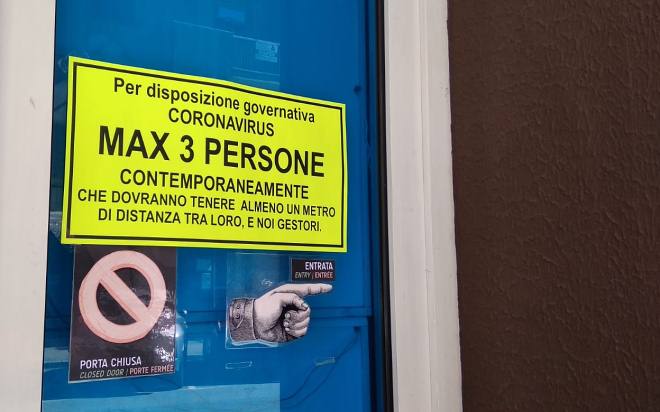 Per disposizione governativa
CORONAVIRUS
MAX 3 PERSONE
CONTEMPORANEAMENTE
CHE DOVRANNO TENERE ALMENO UN METRO
DI DISTANZA TRA LORO, E NOI GESTORI.
ENTRATA
ENTRY | ENTRÉE
PORTA CHIUSA
CLOSED DOOR | PORTE FERMÉE